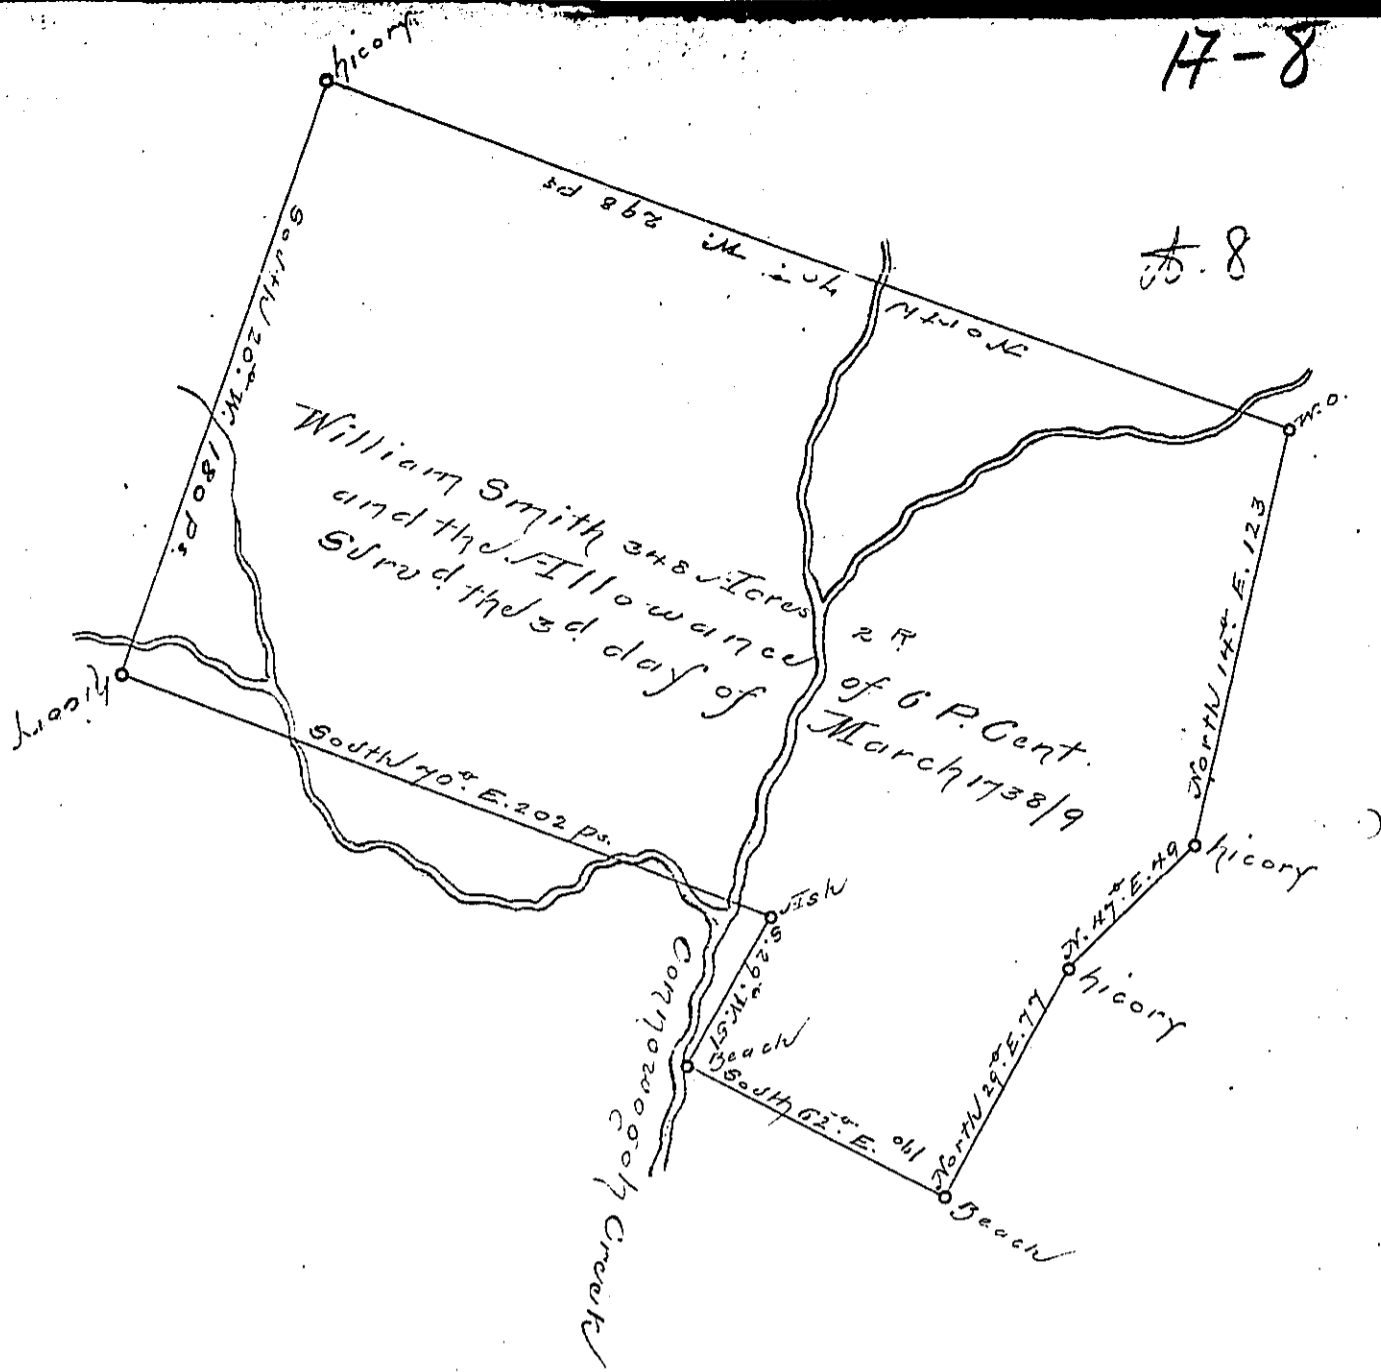 17-8
hicory
A. 8
North 70° W. 298 ps
South 20° W. 180 ps
W.O.
William Smith 348 Acres 2 R
and the Allowance of 6 P. Cent.
Surv'd the 3d day of March 1738/9
North 14° E. 123
hicory
South 70° E. 202 ps.
hicory
N. 47° E. 49
Ash
S. 29° W. 51
hicory
Beach
South 62° E.
North 29° E. 77
Beach
Creek